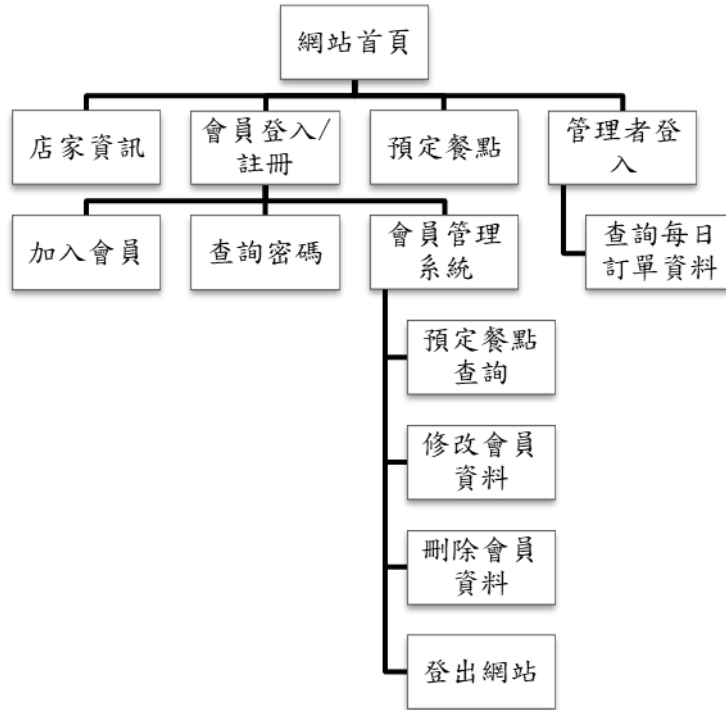 網站首頁
店家資訊
會員登入/
註冊
預定餐點
管理者登
入
加入會員
查詢密碼
會員管理
系統
查詢每日
訂單資料
預定餐點
查詢
修改會員
資料
刪除會員
資料
登出網站